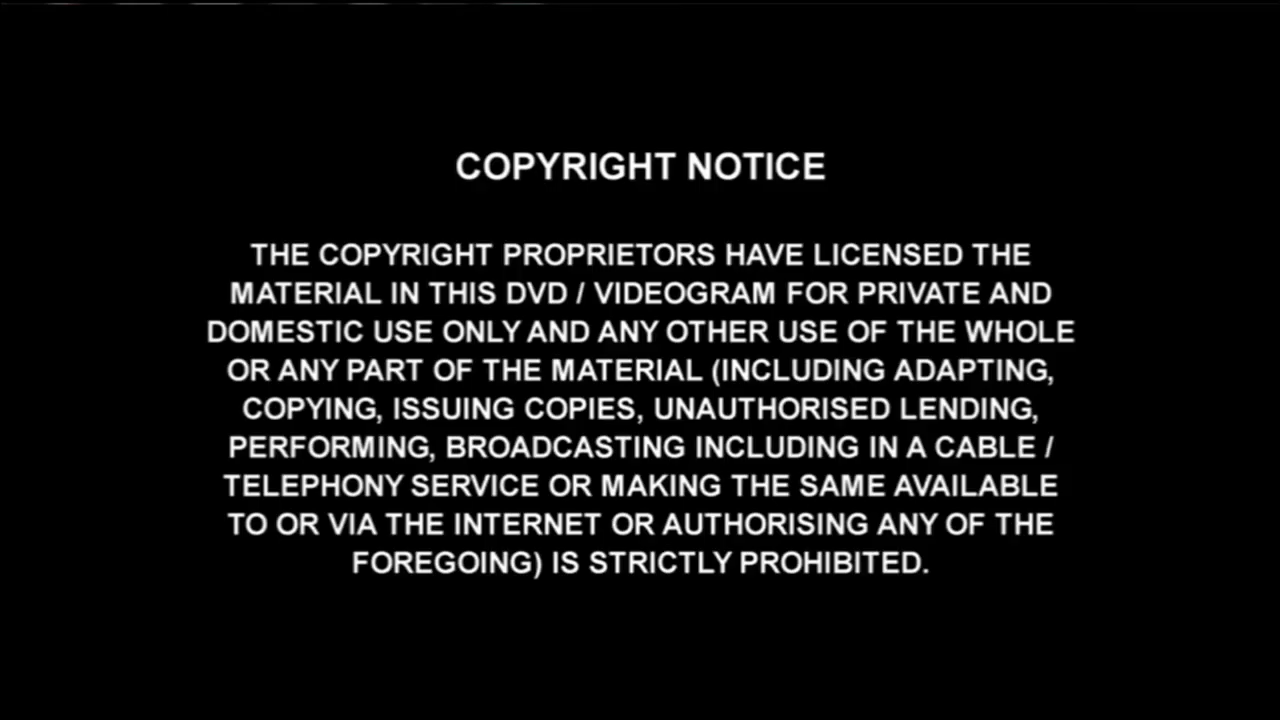 COPYRIGHT NOTICE
THE COPYRIGHT PROPRIETORS HAVE LICENSED THE
MATERIAL IN THIS DVD / VIDEOGRAM FOR PRIVATE AND
DOMESTIC USE ONLY AND ANY OTHER USE OF THE WHOLE
OR ANY PART OF THE MATERIAL (INCLUDING ADAPTING,
COPYING, ISSUING COPIES, UNAUTHORISED LENDING,
PERFORMING, BROADCASTING INCLUDING IN A CABLE /
TELEPHONY SERVICE OR MAKING THE SAME AVAILABLE
TO OR VIA THE INTERNET OR AUTHORISING ANY OF THE
FOREGOING) IS STRICTLY PROHIBITED.